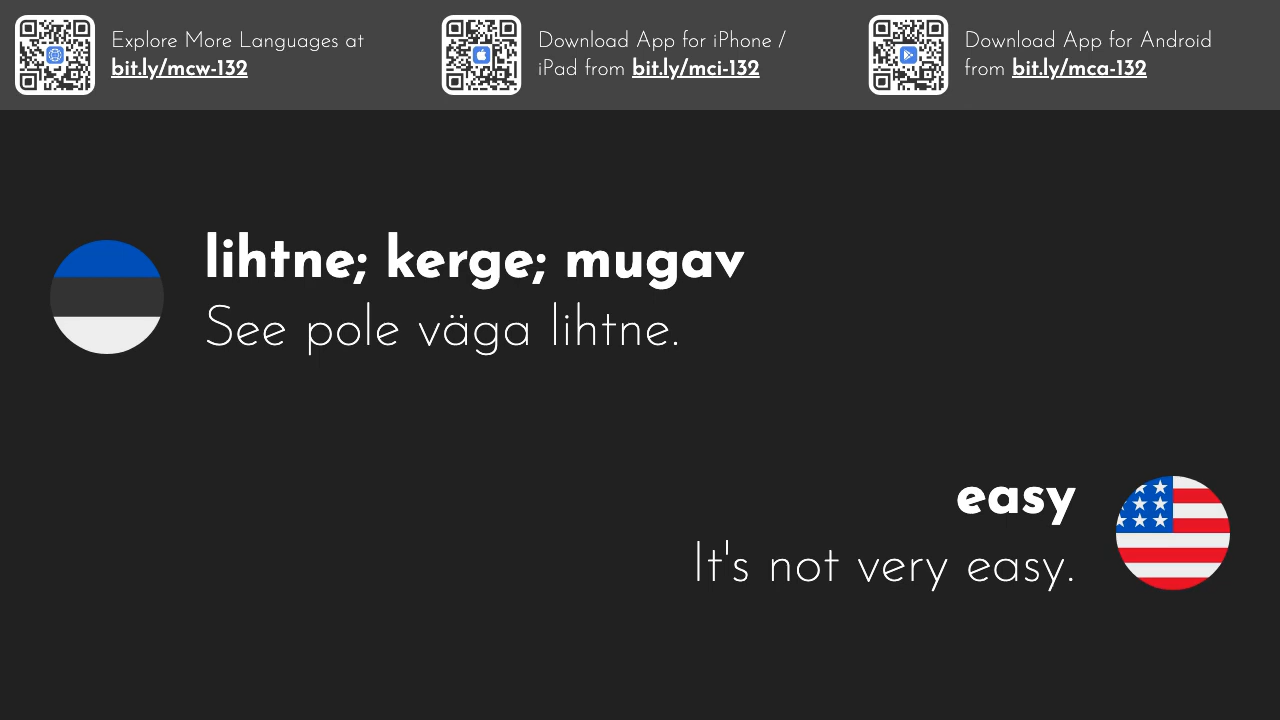 Explore More Languages at
bit.ly/mcw-132
Download App for iPhone /
iPad from bit.ly/mci-132
Download App for Android
from bit.ly/mca-132
lihtne; kerge; mugav
See pole väga lihtne.
easy
It's not very easy.